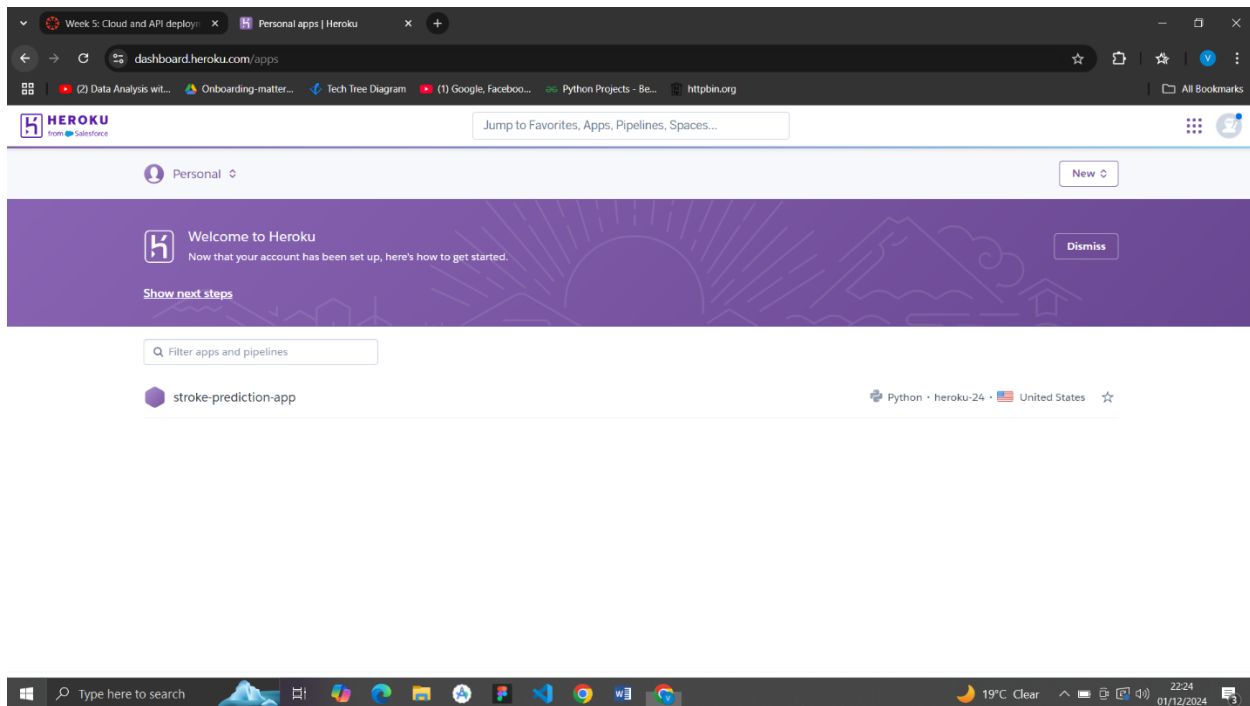 Week 5: Cloud and API deployn
Personal apps | Heroku
dashboard.heroku.com/apps
(2) Data Analysis wit...
Onboarding-matter...
Tech Tree Diagram
(1) Google, Faceboo...
Python Projects - Be...
httpbin.org
All Bookmarks
HEROKU
from Salesforce
Jump to Favorites, Apps, Pipelines, Spaces...
Personal
New
Welcome to Heroku
Now that your account has been set up, here's how to get started.
Dismiss
Show next steps
Filter apps and pipelines
stroke-prediction-app
Python • heroku-24 • United States
Type here to search
19°C Clear
22:24
01/12/2024
3